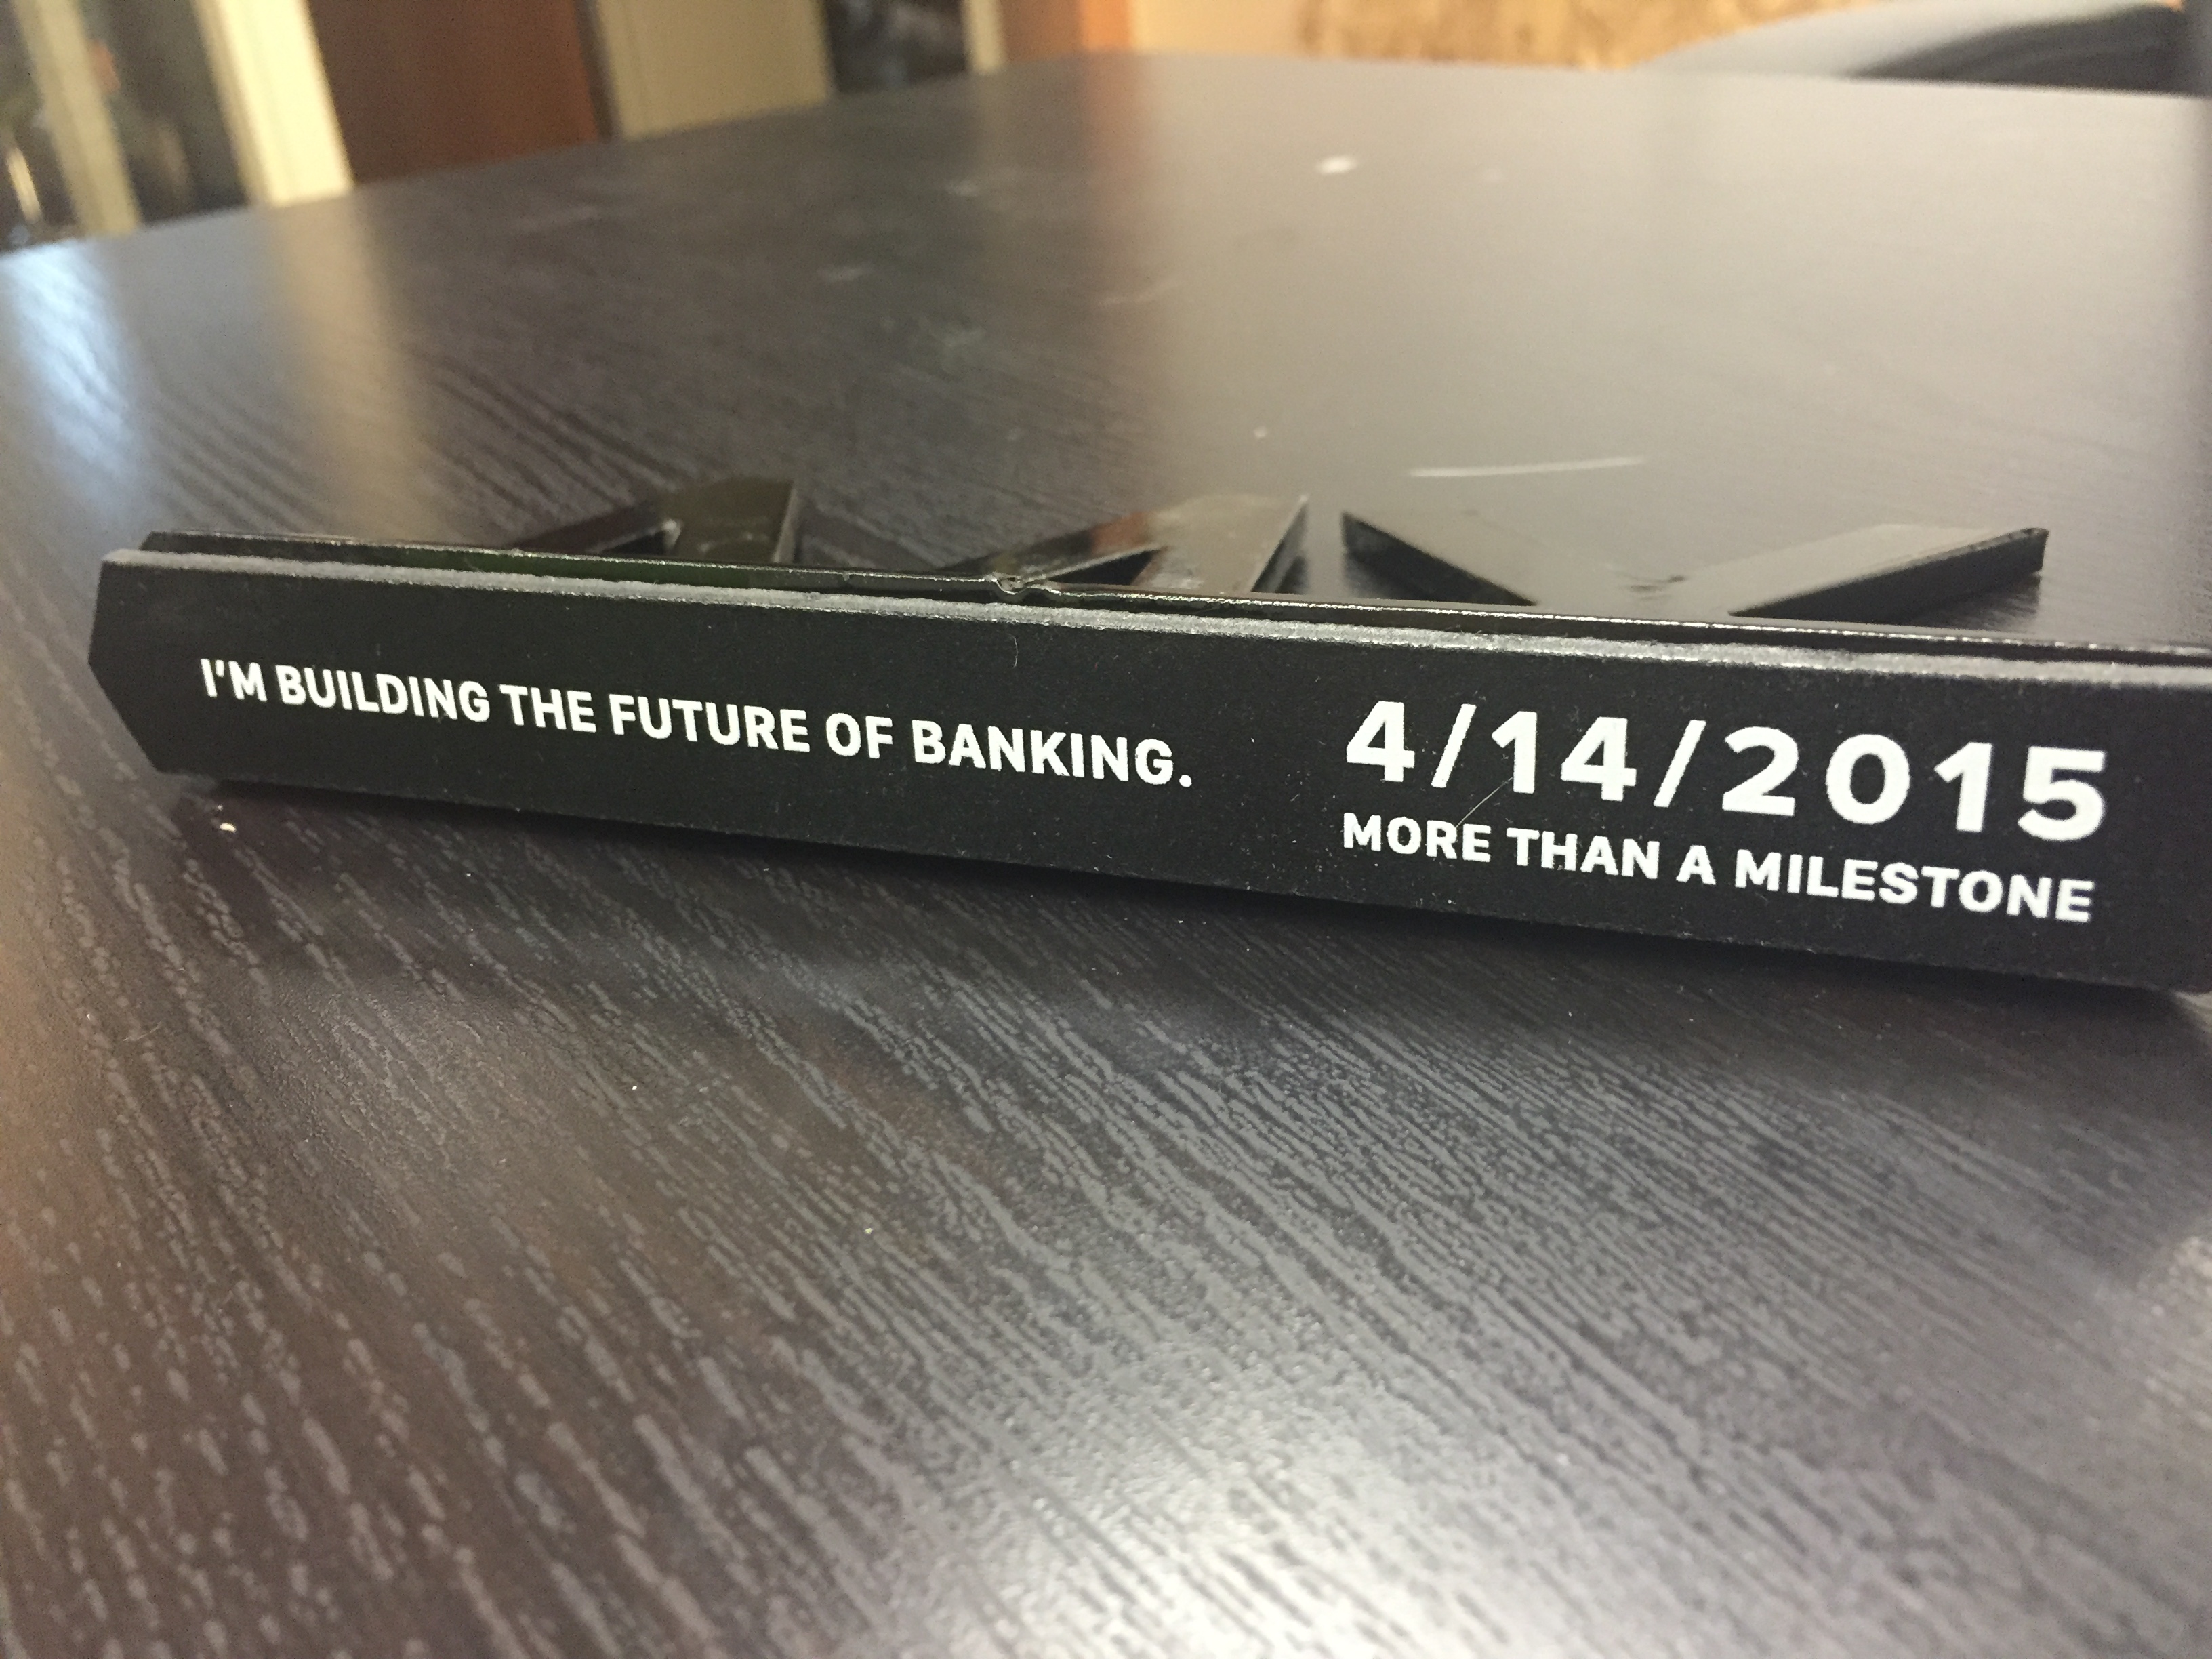 I'M BUILDING THE FUTURE OF BANKING.
4/14/2015
MORE THAN A MILESTONE